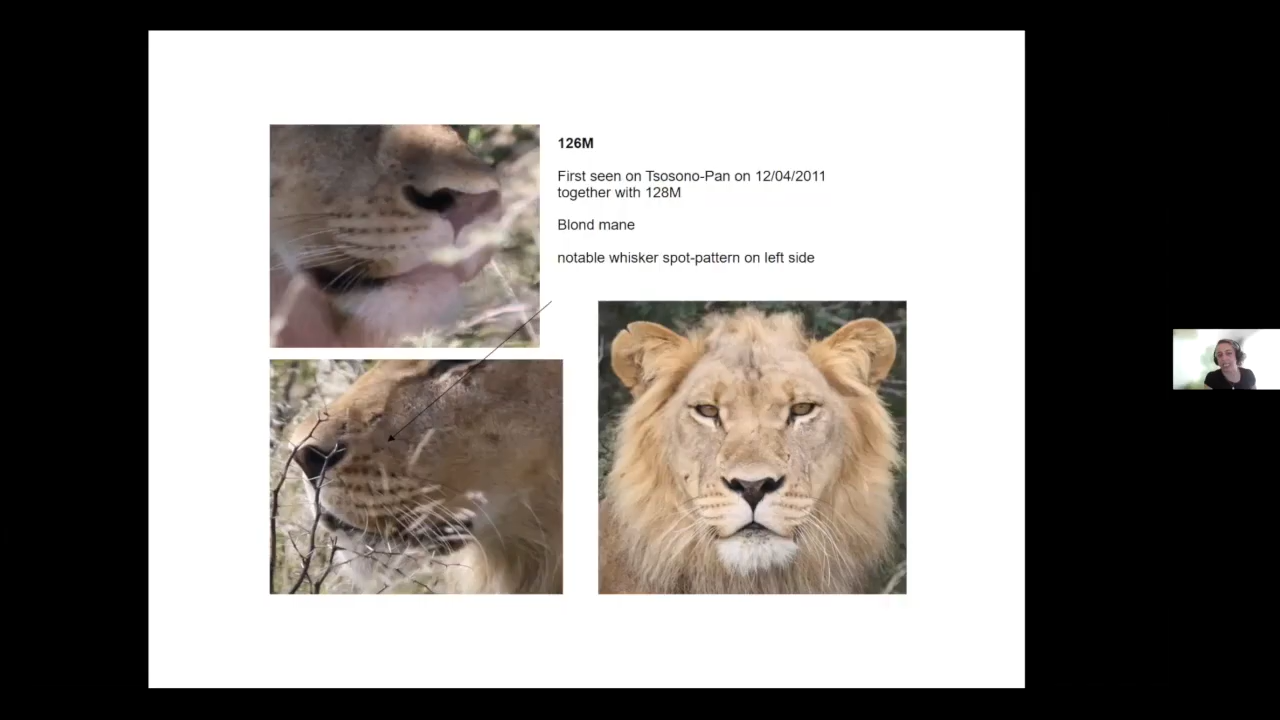 126M
First seen on Tsosono-Pan on 12/04/2011
together with 128M
Blond mane
notable whisker spot-pattern on left side